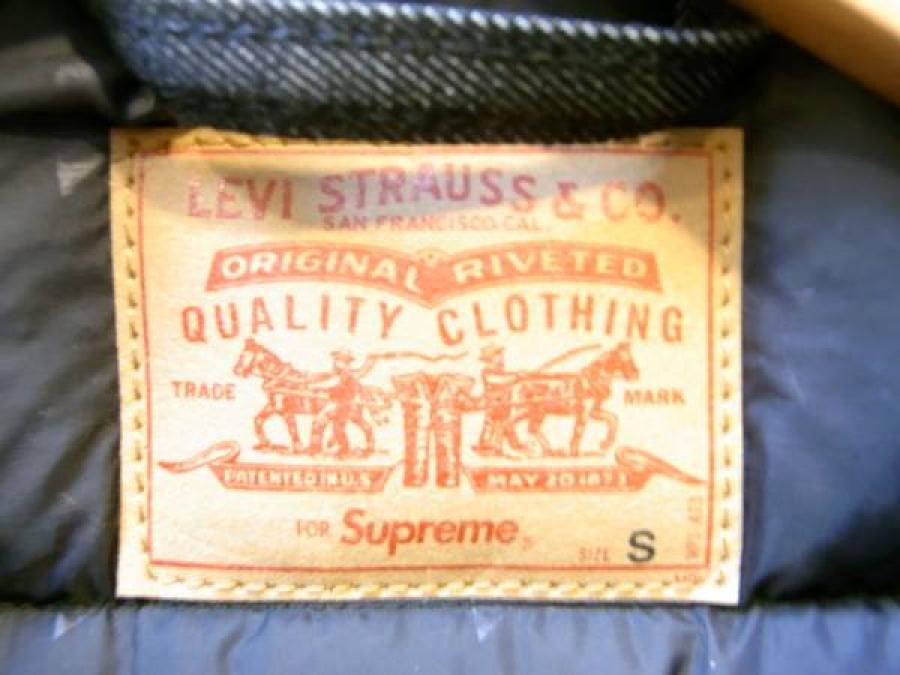 LEVI STRAUSS & CO.
SAN FRANCISCO, CAL.
ORIGINAL RIVETED
QUALITY CLOTHING
TRADE MARK
PATENTED IN U.S. MAY 20 1873
FOR Supreme
SIZE S